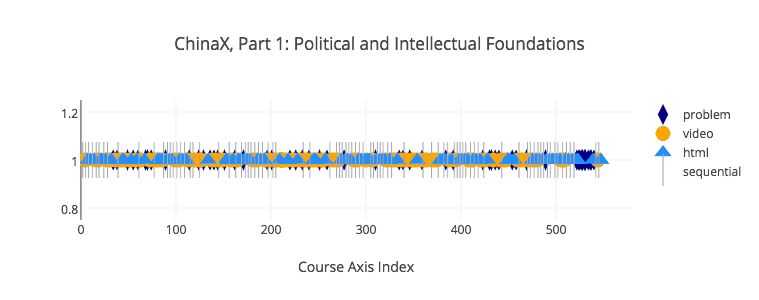 ChinaX, Part 1: Political and Intellectual Foundations
1.2
1
0.8
0 100 200 300 400 500
Course Axis Index
problem
video
html
sequential